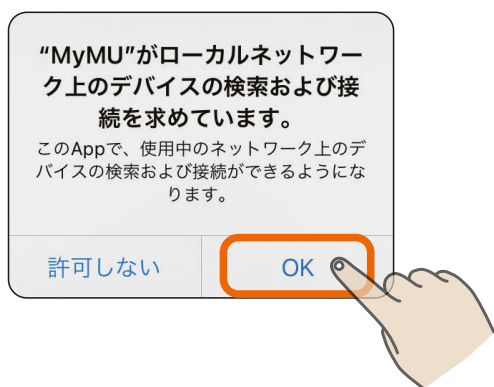 “MyMU”がローカルネットワー
ク上のデバイスの検索および接
続を求めています。
このAppで、使用中のネットワーク上のデ
バイスの検索および接続ができるようにな
ります。
許可しない
OK